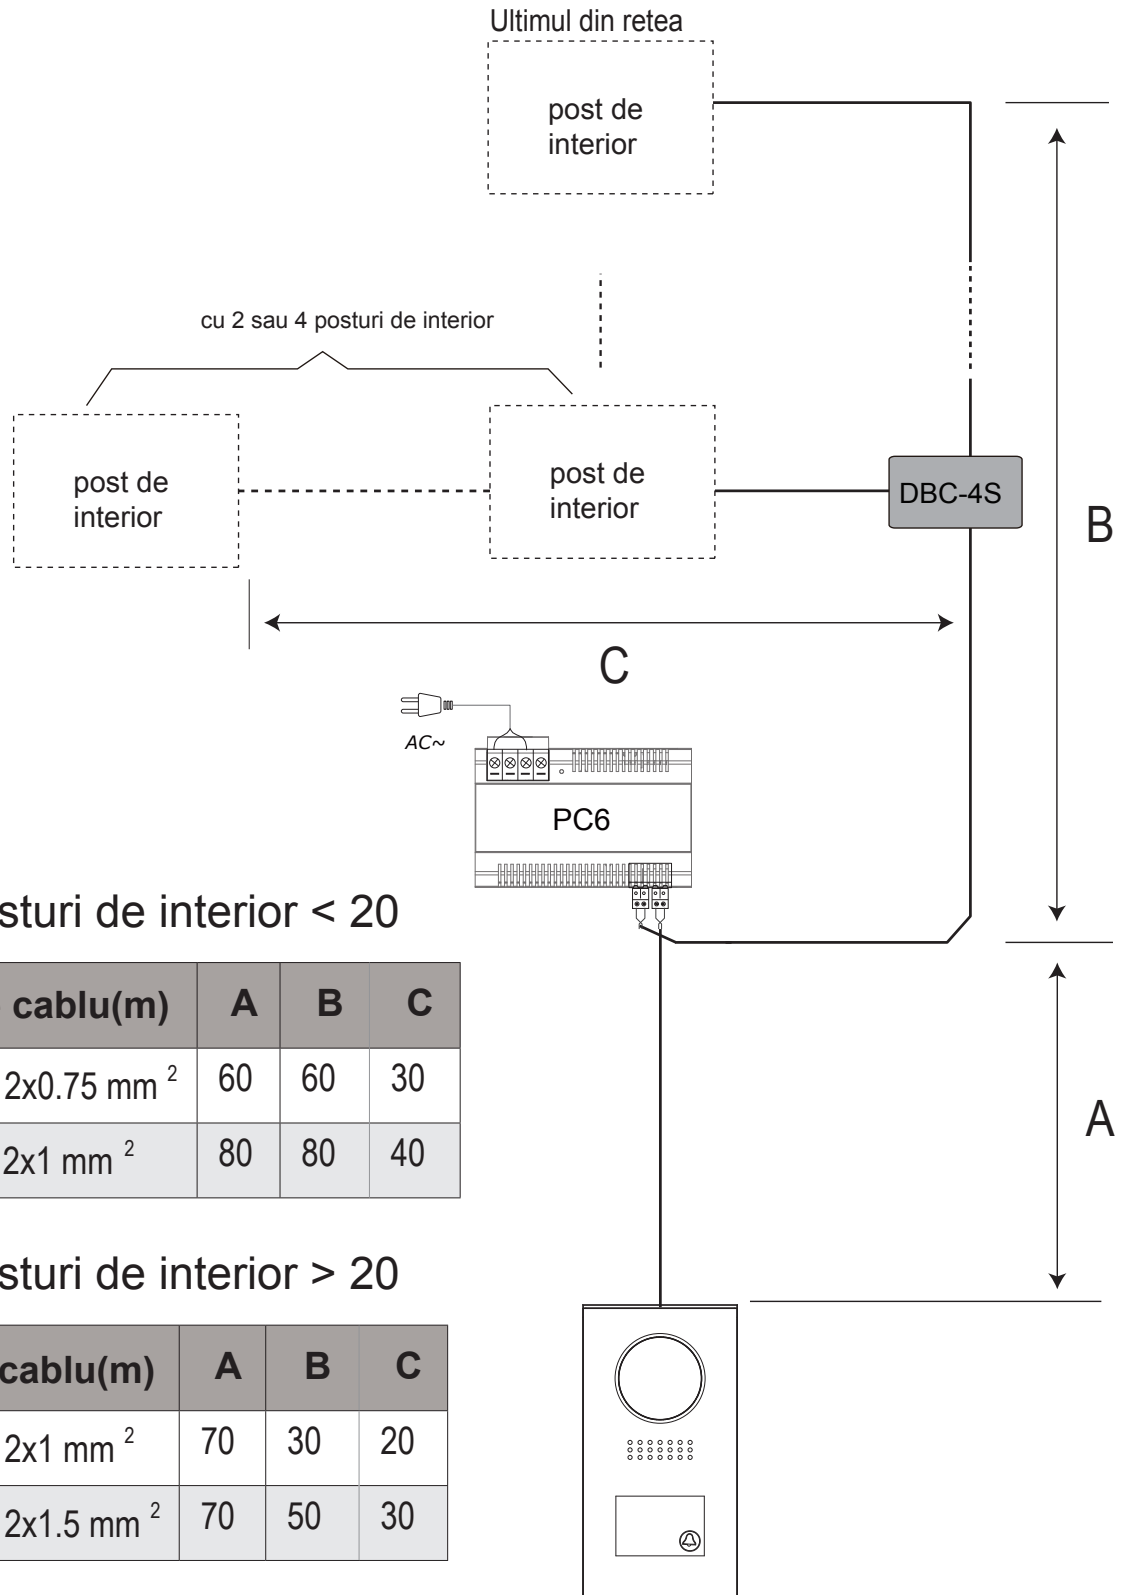 Ultimul din retea
post de
interior
cu 2 sau 4 posturi de interior
post de
interior
post de
interior
DBC-4S
B
C
AC~
PC6
sturi de interior < 20
cablu(m) A B C
2x0.75 mm ² 60 60 30
2x1 mm ² 80 80 40
A
sturi de interior > 20
cablu(m) A B C
2x1 mm ² 70 30 20
2x1.5 mm ² 70 50 30